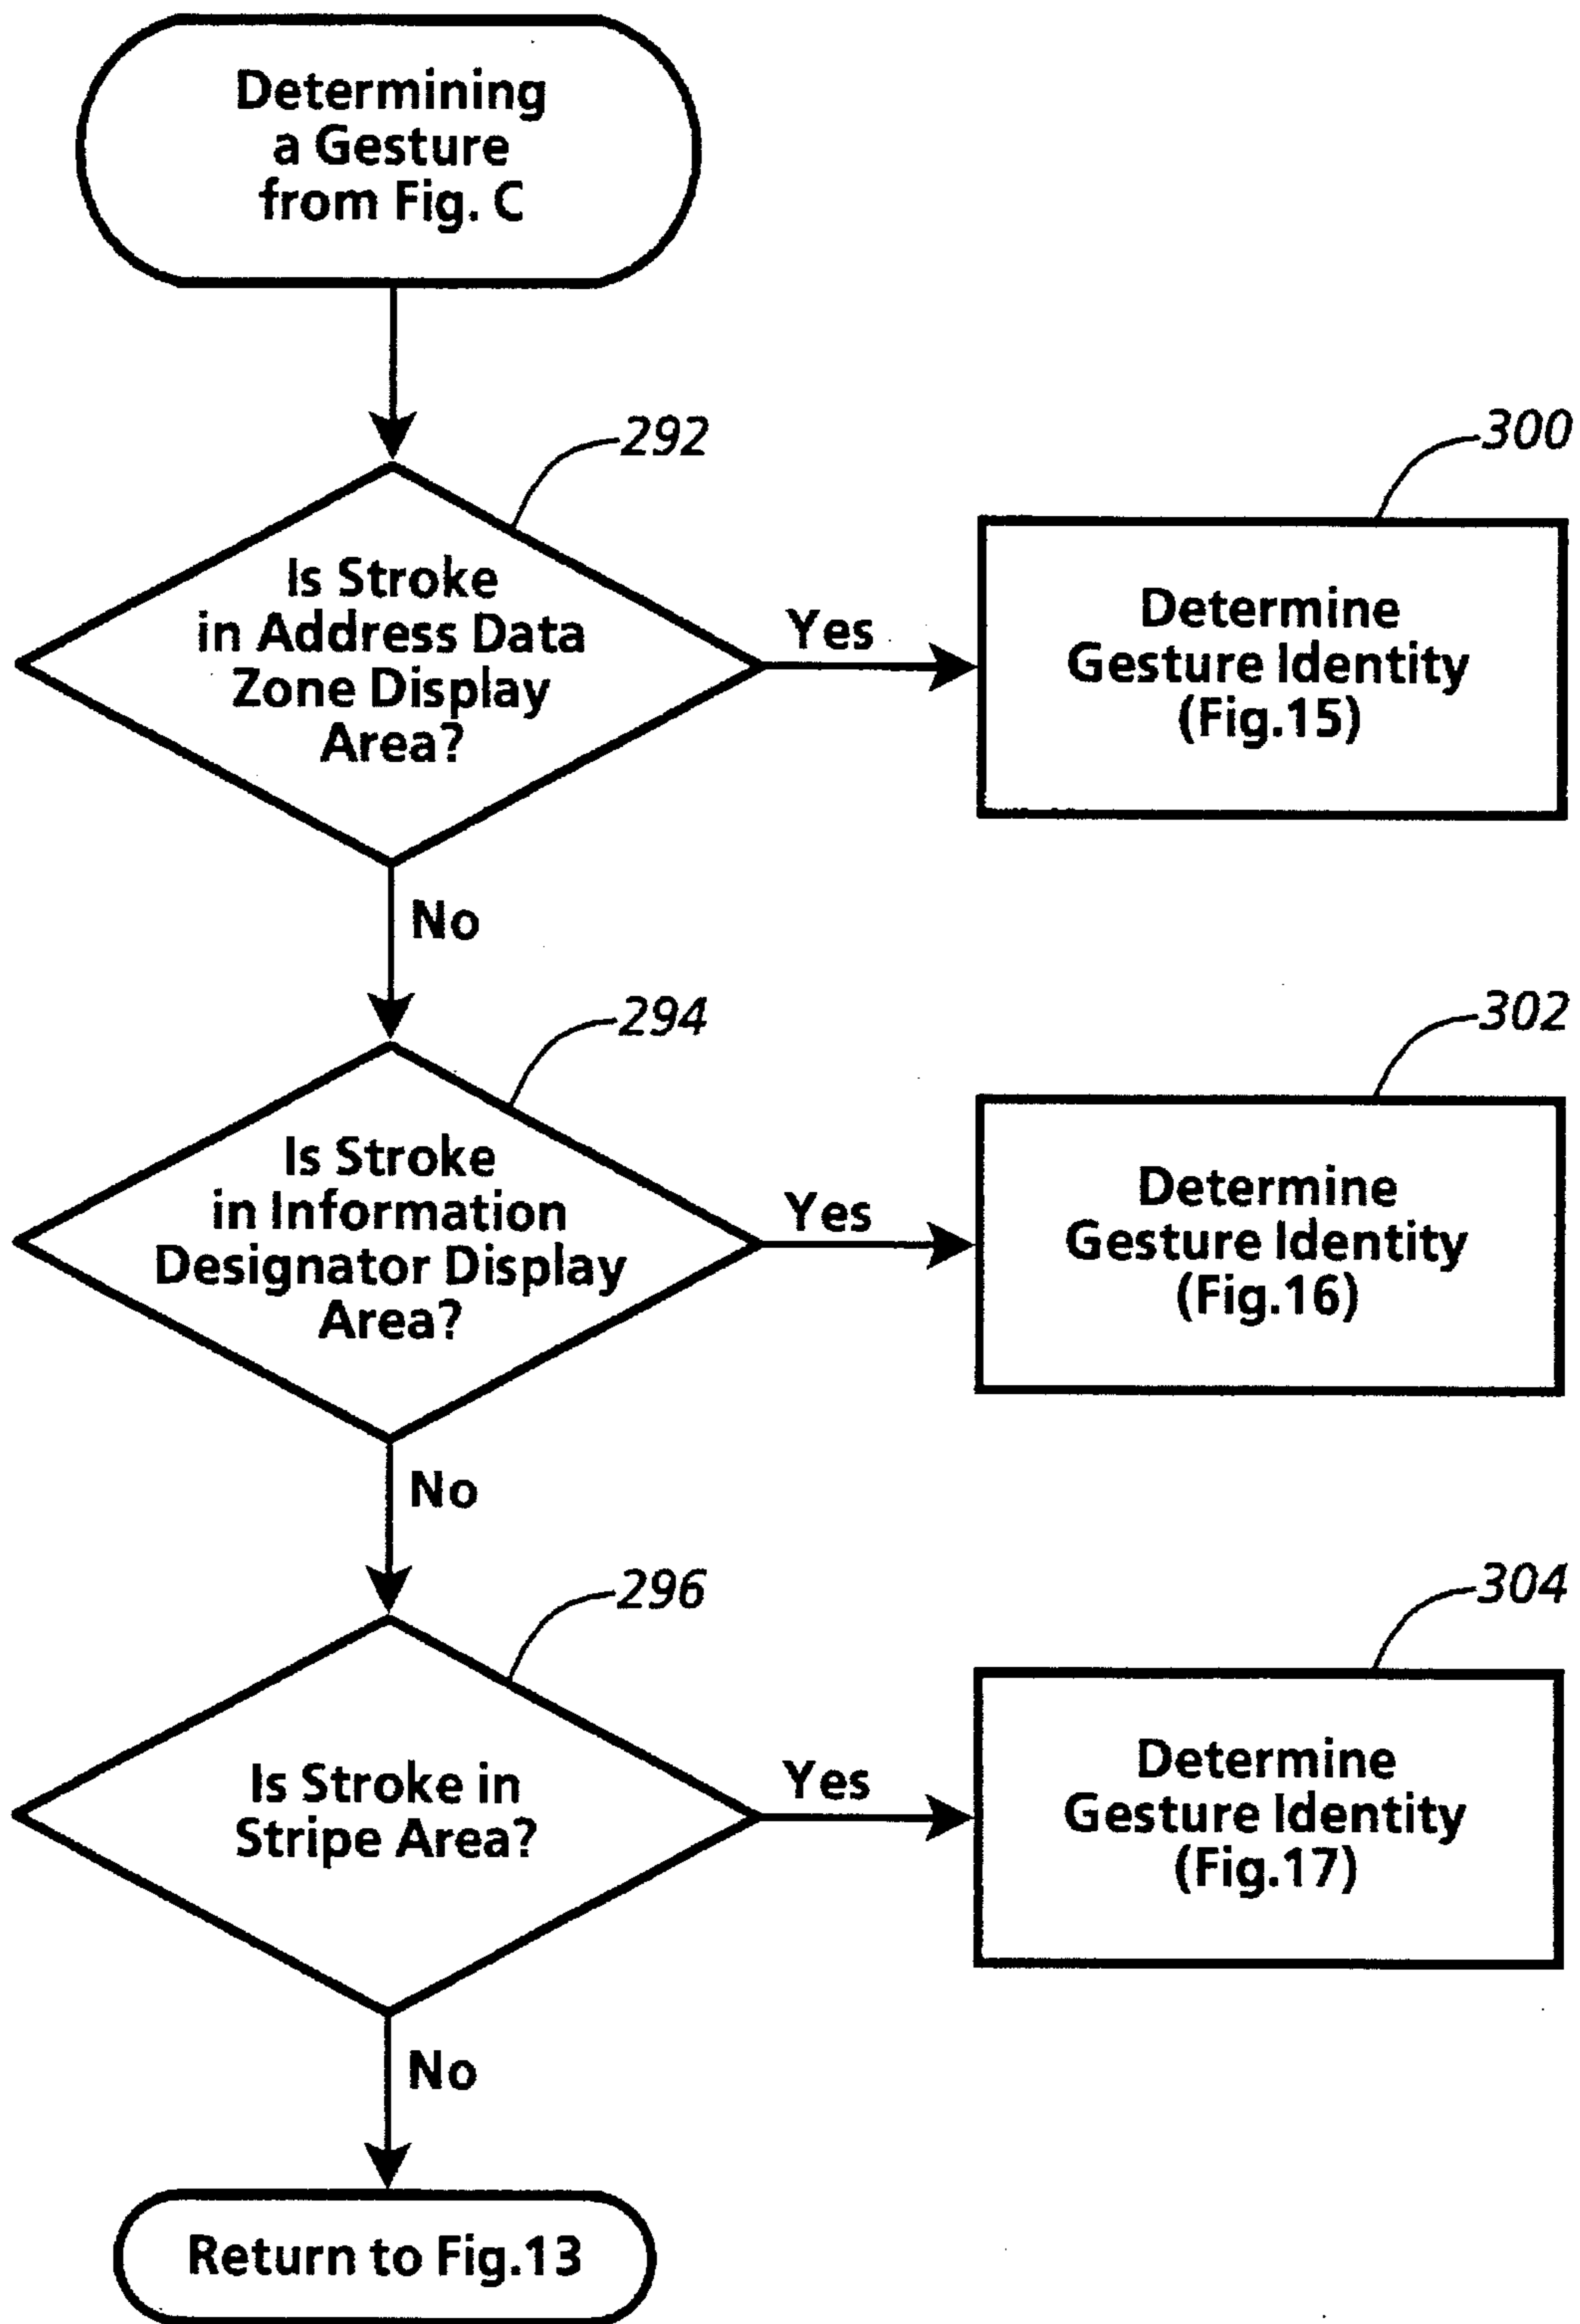 Determining
a Gesture
from Fig. C
292
Is Stroke
in Address Data
Zone Display
Area?
Yes
300
Determine
Gesture Identity
(Fig.15)
No
294
Is Stroke
in Information
Designator Display
Area?
Yes
302
Determine
Gesture Identity
(Fig.16)
No
296
Is Stroke in
Stripe Area?
Yes
304
Determine
Gesture Identity
(Fig.17)
No
Return to Fig.13